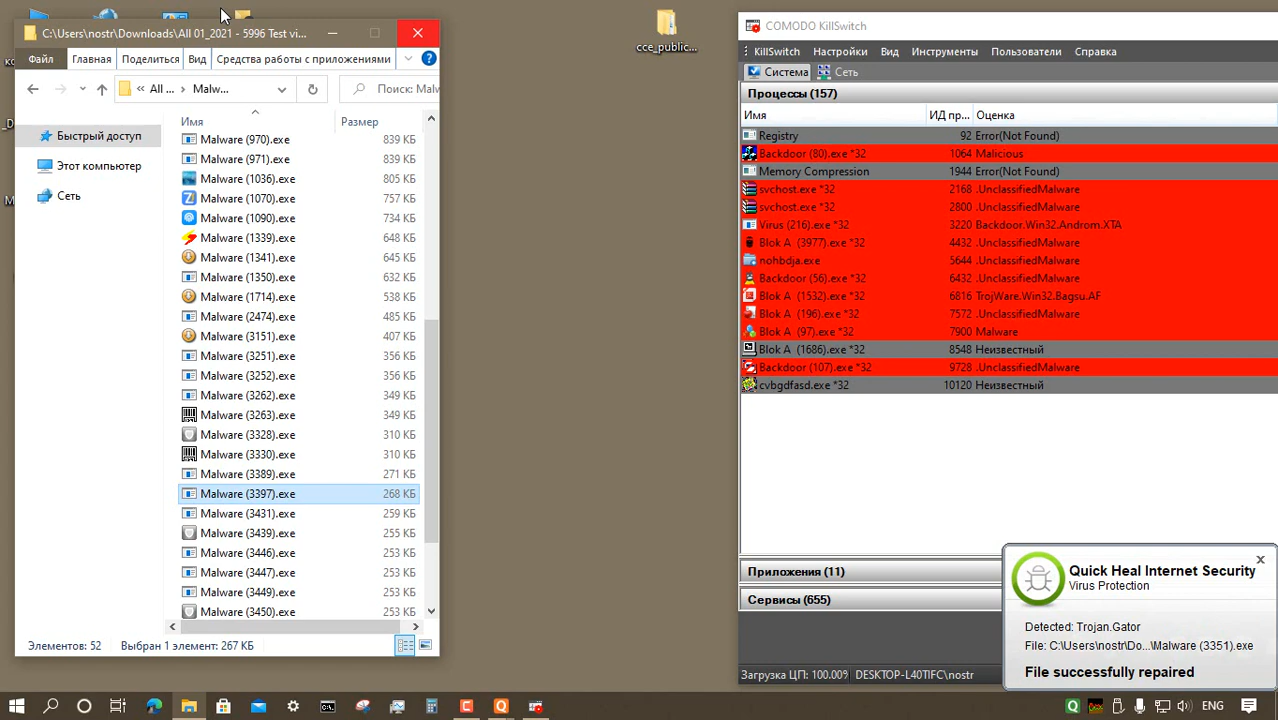 C:\Users\nostr\Downloads\All 01_2021 - 5996 Test vi...
Файл Главная Поделиться Вид Средства работы с приложениями
« All ... > Malw... Поиск: Malw
Быстрый доступ
Этот компьютер
Сеть
Имя Размер
Malware (970).exe 839 КБ
Malware (971).exe 839 КБ
Malware (1036).exe 805 КБ
Malware (1070).exe 757 КБ
Malware (1090).exe 734 КБ
Malware (1339).exe 648 КБ
Malware (1341).exe 645 КБ
Malware (1350).exe 632 КБ
Malware (1714).exe 538 КБ
Malware (2474).exe 485 КБ
Malware (3151).exe 407 КБ
Malware (3251).exe 356 КБ
Malware (3252).exe 356 КБ
Malware (3262).exe 349 КБ
Malware (3263).exe 349 КБ
Malware (3328).exe 310 КБ
Malware (3330).exe 310 КБ
Malware (3389).exe 271 КБ
Malware (3397).exe 268 КБ
Malware (3431).exe 259 КБ
Malware (3439).exe 255 КБ
Malware (3446).exe 253 КБ
Malware (3447).exe 253 КБ
Malware (3449).exe 253 КБ
Malware (3450).exe 253 КБ
Элементов: 52 Выбран 1 элемент: 267 КБ
cce_public...
COMODO KillSwitch
KillSwitch Настройки Вид Инструменты Пользователи Справка
Система Сеть
Процессы (157)
Имя ИД пр... Оценка
Registry 92 Error(Not Found)
Backdoor (80).exe *32 1064 Malicious
Memory Compression 1944 Error(Not Found)
svchost.exe *32 2168 .UnclassifiedMalware
svchost.exe *32 2800 .UnclassifiedMalware
Virus (216).exe *32 3220 Backdoor.Win32.Androm.XTA
Blok A (3977).exe *32 4432 .UnclassifiedMalware
nohbdja.exe 5644 .UnclassifiedMalware
Backdoor (56).exe *32 6432 .UnclassifiedMalware
Blok A (1532).exe *32 6816 TrojWare.Win32.Bagsu.AF
Blok A (196).exe *32 7572 .UnclassifiedMalware
Blok A (97).exe *32 7900 Malware
Blok A (1686).exe *32 8548 Неизвестный
Backdoor (107).exe *32 9728 .UnclassifiedMalware
cvbgdfasd.exe *32 10120 Неизвестный
Приложения (11)
Сервисы (655)
Загрузка ЦП: 100.009 DESKTOP-L40TIFC\nostr
Quick Heal Internet Security
Virus Protection
Detected: Trojan.Gator
File: C:\Users\nostr\Do...\Malware (3351).exe
File successfully repaired
ENG